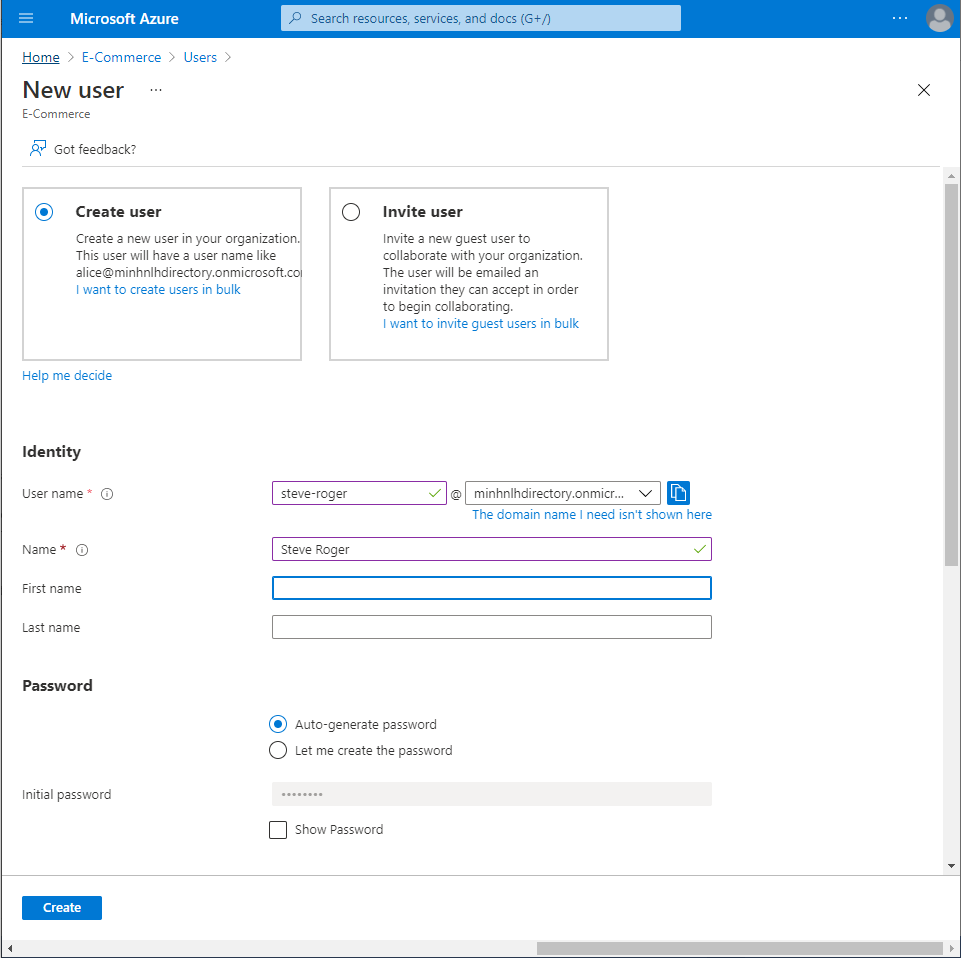 Microsoft Azure
Search resources, services, and docs (G+/)
...
Home > E-Commerce > Users >
New user ...
E-Commerce
Got feedback?
Create user
Create a new user in your organization.
This user will have a user name like
alice@minhnlhdirectory.onmicrosoft.co
I want to create users in bulk
Invite user
Invite a new guest user to
collaborate with your organization.
The user will be emailed an
invitation they can accept in order
to begin collaborating.
I want to invite guest users in bulk
Help me decide
Identity
User name * steve-roger @ minhnlhdirectory.onmicr...
The domain name I need isn't shown here
Name * Steve Roger
First name
Last name
Password
Auto-generate password
Let me create the password
Initial password ••••••••
Show Password
Create